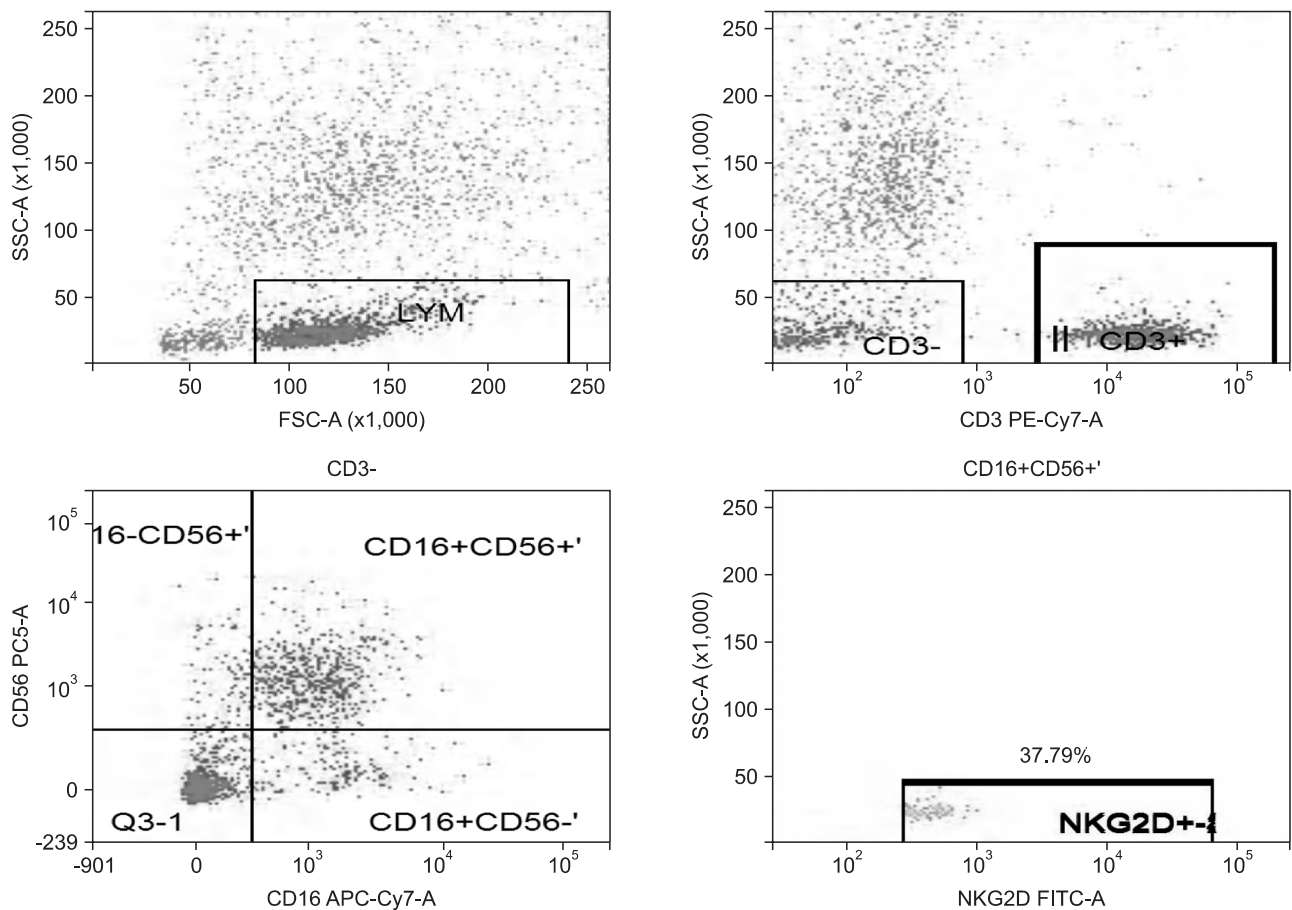 250
200
150
100
50
SSC-A (x1,000)
LYM
50 100 150 200 250
FSC-A (x1,000)
250
200
150
100
50
SSC-A (x1,000)
CD3-
CD3+
10² 10³ 10⁴ 10⁵
CD3 PE-Cy7-A
CD3-
10⁵
10⁴
10³
0
-239
CD56 PC5-A
16-CD56+'
CD16+CD56+'
Q3-1
CD16+CD56-'
-901 0 10³ 10⁴ 10⁵
CD16 APC-Cy7-A
CD16+CD56+'
250
200
150
100
50
SSC-A (x1,000)
37.79%
NKG2D+-
10² 10³ 10⁴ 10⁵
NKG2D FITC-A